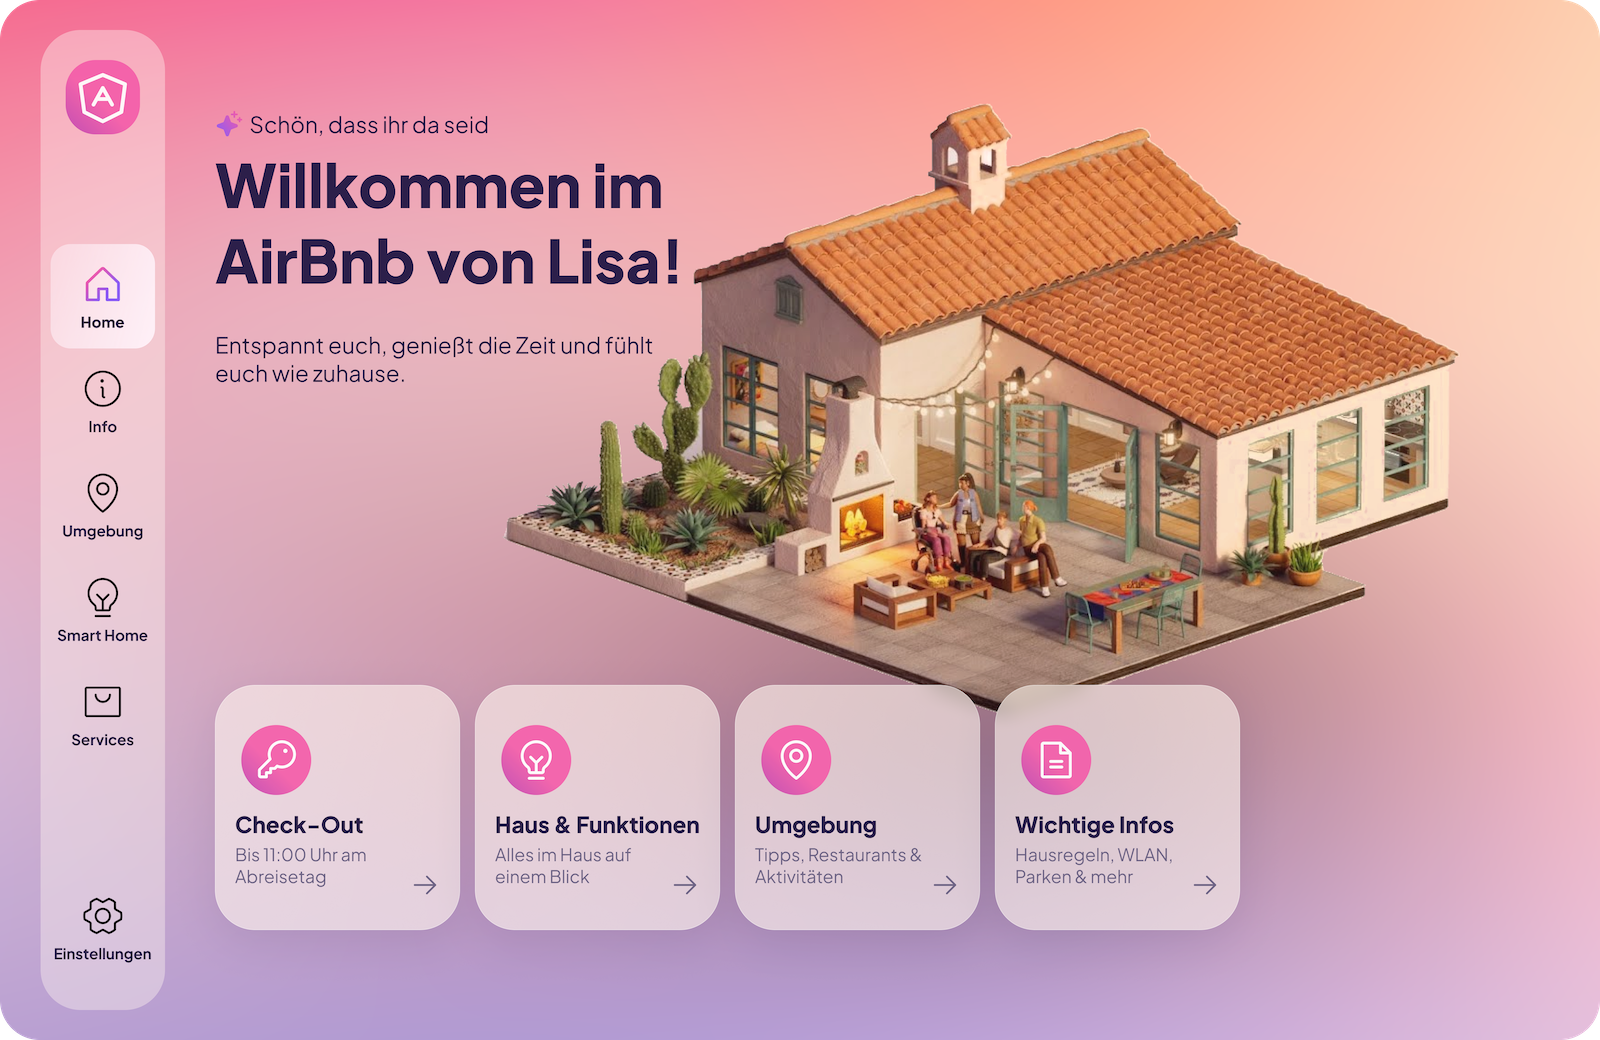 Home
Info
Umgebung
Smart Home
Services
Einstellungen
Schön, dass ihr da seid
Willkommen im
AirBnb von Lisa!
Entspannt euch, genießt die Zeit und fühlt
euch wie zuhause.
Check-Out
Bis 11:00 Uhr am
Abreisetag
Haus & Funktionen
Alles im Haus auf
einem Blick
Umgebung
Tipps, Restaurants &
Aktivitäten
Wichtige Infos
Hausregeln, WLAN,
Parken & mehr